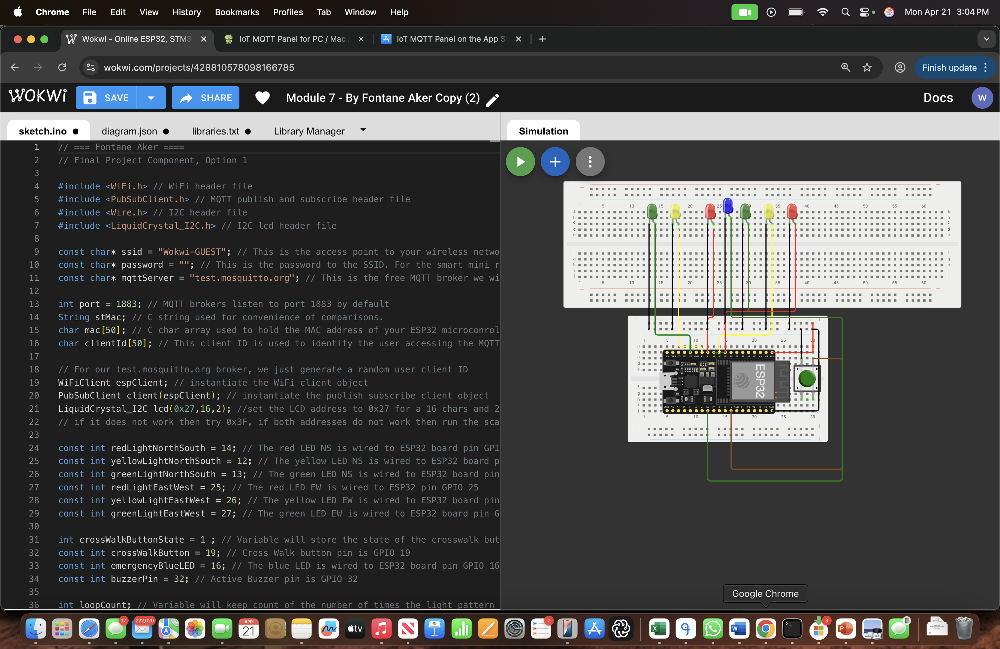 Chrome File Edit View History Bookmarks Profiles Tab Window Help Mon Apr 21 3:04 PM
Wokwi - Online ESP32, STM3 IoT MQTT Panel for PC / Mac / IoT MQTT Panel on the App S
wokwi.com/projects/428810578098166785 Finish update
WOKWI SAVE SHARE Module 7 - By Fontane Aker Copy (2) Docs W
sketch.ino diagram.json libraries.txt Library Manager Simulation
1 // === Fontane Aker ====
2 // Final Project Component, Option 1
3
4 #include <WiFi.h> // WiFi header file
5 #include <PubSubClient.h> // MQTT publish and subscribe header file
6 #include <Wire.h> // I2C header file
7 #include <LiquidCrystal_I2C.h> // I2C lcd header file
8
9 const char* ssid = "Wokwi-GUEST"; // This is the access point to your wireless netwo
10 const char* password = ""; // This is the password to the SSID. For the smart mini r
11 const char* mqttServer = "test.mosquitto.org"; // This is the free MQTT broker we wi
12
13 int port = 1883; // MQTT brokers listen to port 1883 by default
14 String stMac; // C string used for convenience of comparisons.
15 char mac[50]; // C char array used to hold the MAC address of your ESP32 microconrol
16 char clientId[50]; // This client ID is used to identify the user accessing the MQTT
17
18 // For our test.mosquitto.org broker, we just generate a random user client ID
19 WiFiClient espClient; // instantiate the WiFi client object
20 PubSubClient client(espClient); // instantiate the publish subscribe client object
21 LiquidCrystal_I2C lcd(0x27,16,2); //set the LCD address to 0x27 for a 16 chars and 2
22 // if it does not work then try 0x3F, if both addresses do not work then run the sca
23
24 const int redLightNorthSouth = 14; // The red LED NS is wired to ESP32 board pin GPI
25 const int yellowLightNorthSouth = 12; // The yellow LED NS is wired to ESP32 board p
26 const int greenLightNorthSouth = 13; // The green LED NS is wired to ESP32 board pin
27 const int redLightEastWest = 25; // The red LED EW is wired to ESP32 pin GPIO 25
28 const int yellowLightEastWest = 26; // The yellow LED EW is wired to ESP32 board pin
29 const int greenLightEastWest = 27; // The green LED EW is wired to ESP32 board pin G
30
31 int crossWalkButtonState = 1 ; // Variable will store the state of the crosswalk but
32 const int crossWalkButton = 19; // Cross Walk button pin is GPIO 19
33 const int emergencyBlueLED = 16; // The blue LED is wired to ESP32 board pin GPIO 16
34 const int buzzerPin = 32; // Active Buzzer pin is GPIO 32
35
36 int loopCount; // Variable will keep count of the number of times the light pattern
ESP32
Google Chrome
17 222,020 APR 21 tv 7 3